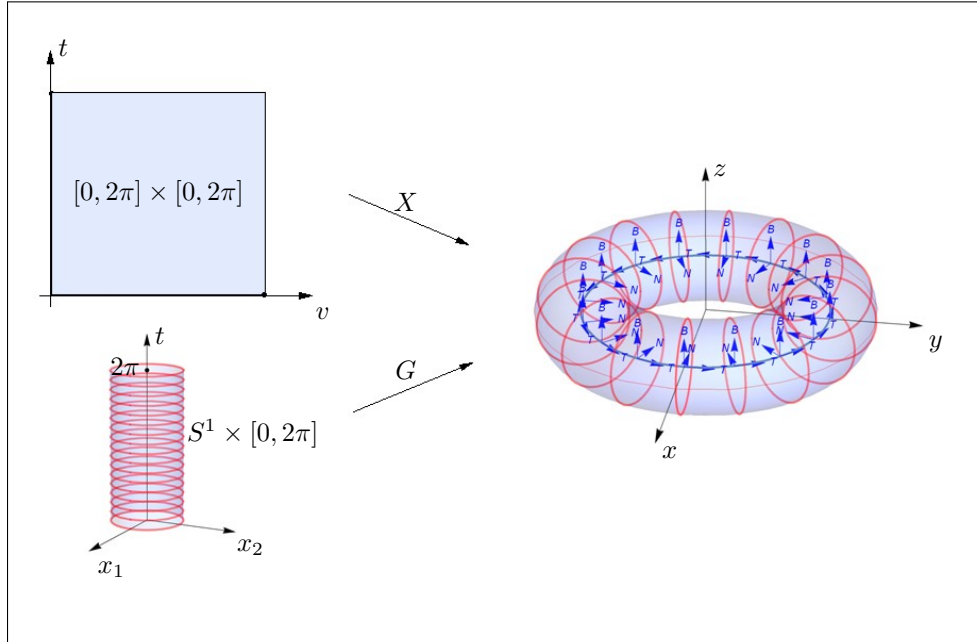 t
[0, 2π] × [0, 2π]
v
X
z
y
x
t
2π
S¹ × [0, 2π]
G
x₁
x₂
B B B B B B B B B B B B
T T T T T T T T T T T T
N N N N N N N N N N N N